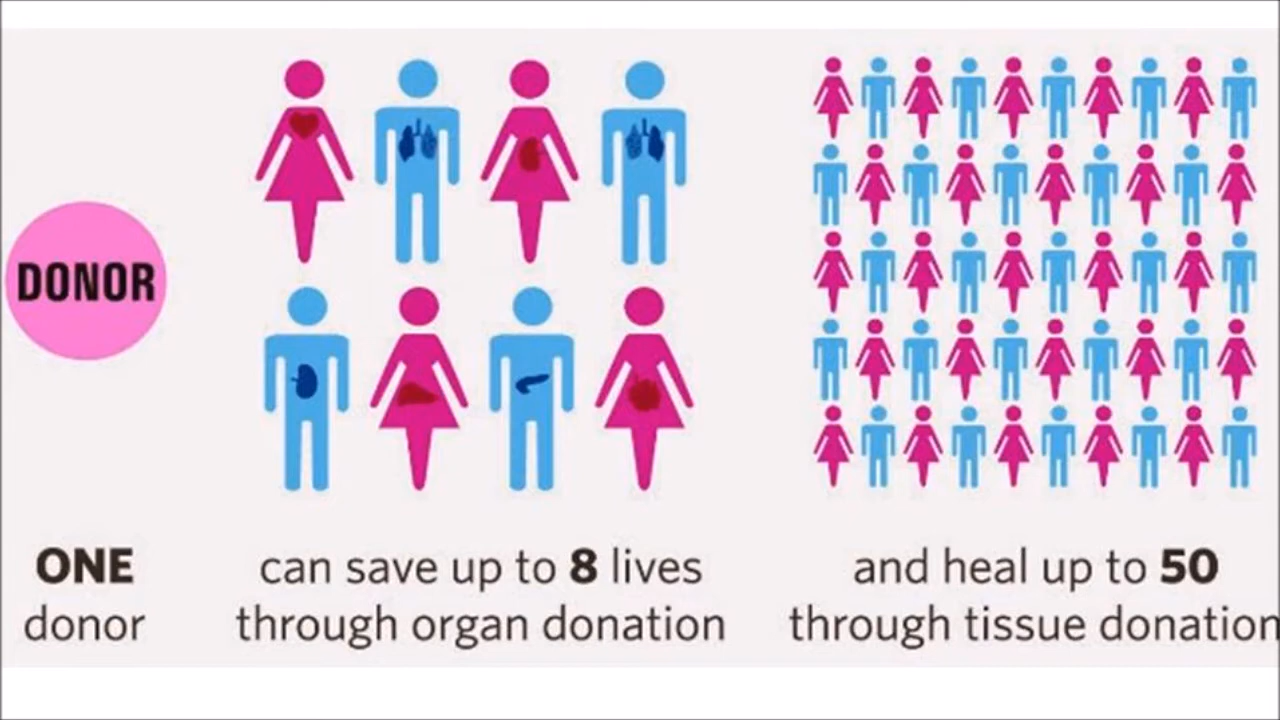 DONOR
ONE
donor
can save up to 8 lives
through organ donation
and heal up to 50
through tissue donation